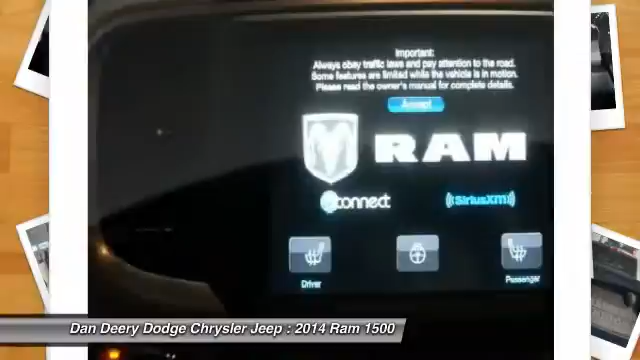 Important:
Always obey traffic laws and pay attention to the road.
Some features are limited while the vehicle is in motion.
Please read the owner's manual for complete details.
Accept
RAM
uconnect
SiriusXM
Driver
Passenger
Dan Deery Dodge Chrysler Jeep : 2014 Ram 1500